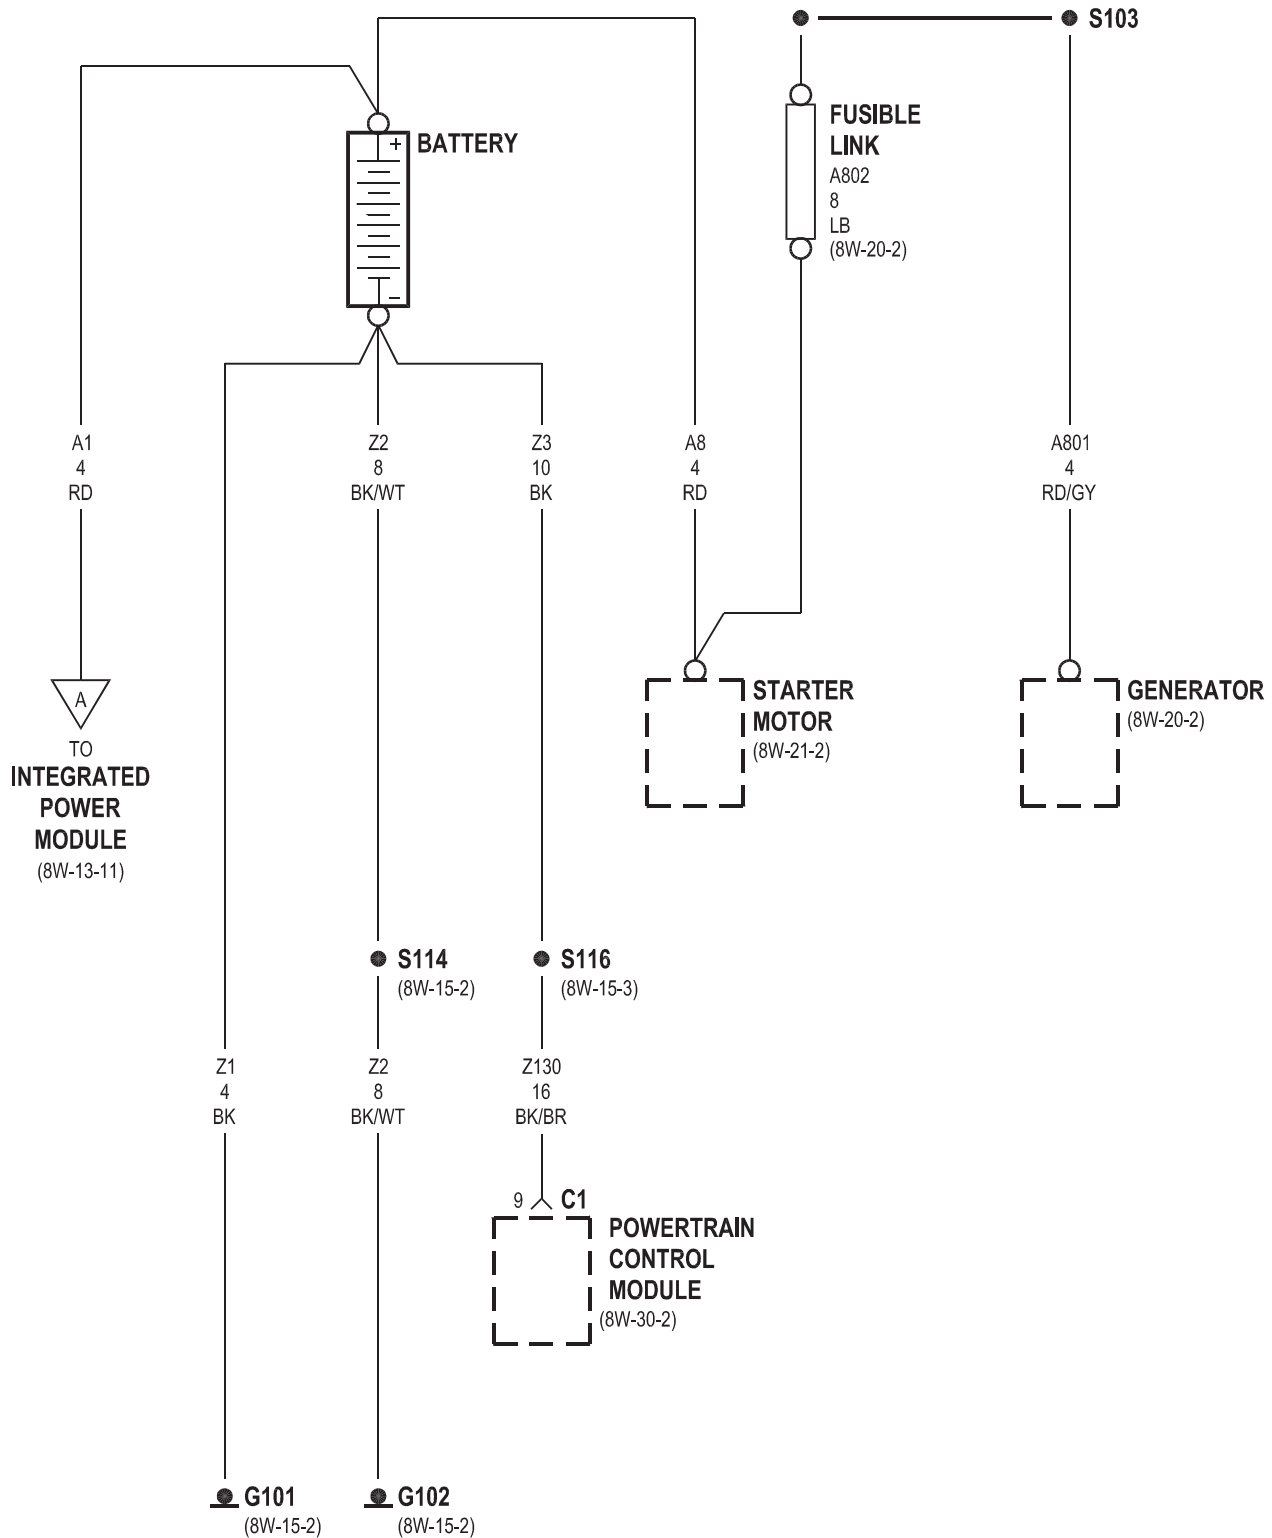 S103
FUSIBLE
LINK
A802
8
LB
(8W-20-2)
+
BATTERY
−
A1
4
RD
Z2
8
BK/WT
Z3
10
BK
A8
4
RD
A801
4
RD/GY
A
TO
INTEGRATED
POWER
MODULE
(8W-13-11)
STARTER
MOTOR
(8W-21-2)
GENERATOR
(8W-20-2)
S114
(8W-15-2)
S116
(8W-15-3)
Z1
4
BK
Z2
8
BK/WT
Z130
16
BK/BR
9
C1
POWERTRAIN
CONTROL
MODULE
(8W-30-2)
G101
(8W-15-2)
G102
(8W-15-2)